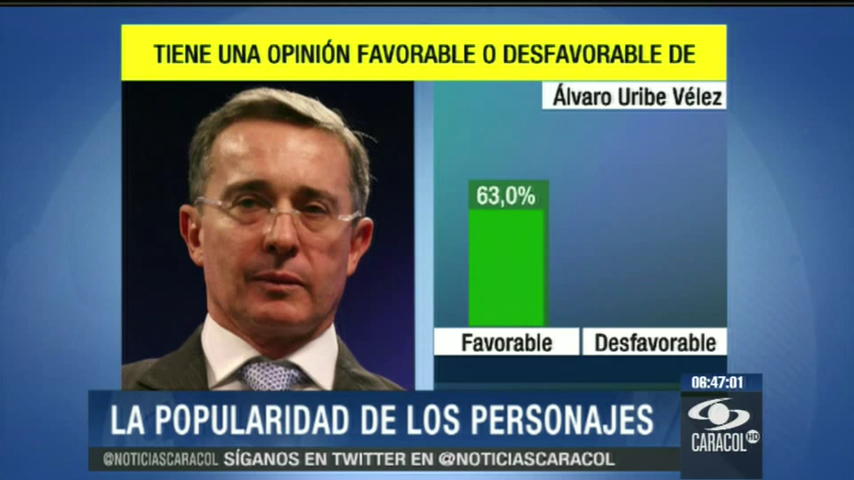 TIENE UNA OPINIÓN FAVORABLE O DESFAVORABLE DE
Álvaro Uribe Vélez
63,0%
Favorable
Desfavorable
06:47:01
LA POPULARIDAD DE LOS PERSONAJES
CARACOL HD
@NOTICIASCARACOL SÍGANOS EN TWITTER EN @NOTICIASCARACOL